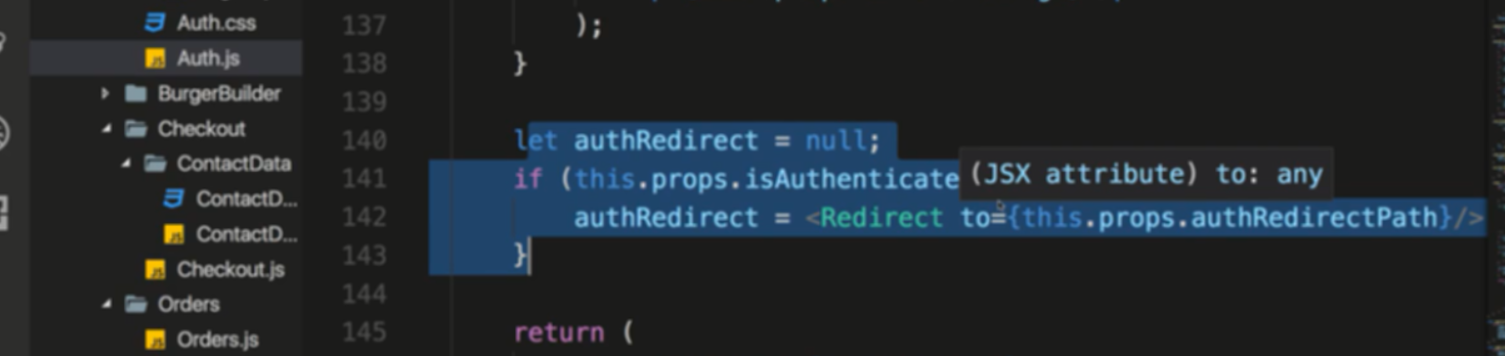 Auth.css
Auth.js
BurgerBuilder
Checkout
ContactData
ContactD...
ContactD...
Checkout.js
Orders
Orders.js
137 );
138 }
139
140 let authRedirect = null;
141 if (this.props.isAuthenticate
(JSX attribute) to: any
142 authRedirect = <Redirect to={this.props.authRedirectPath}/>
143 }
144
145 return (